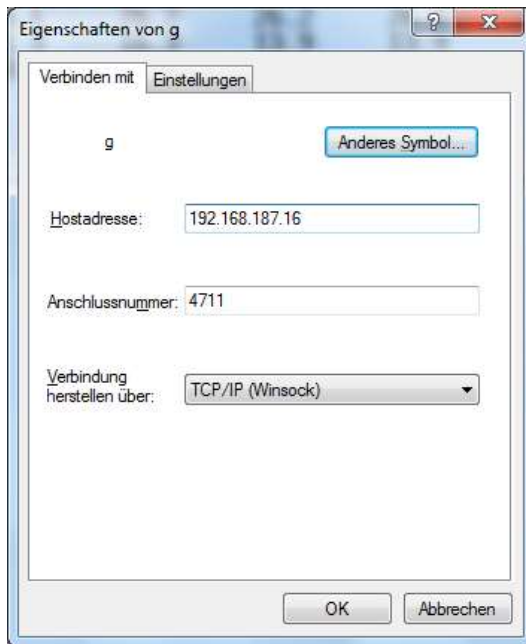 Eigenschaften von g
?
X
Verbinden mit
Einstellungen
g
Anderes Symbol...
Hostadresse:
192.168.187.16
Anschlussnummer:
4711
Verbindung
herstellen über:
TCP/IP (Winsock)
OK
Abbrechen